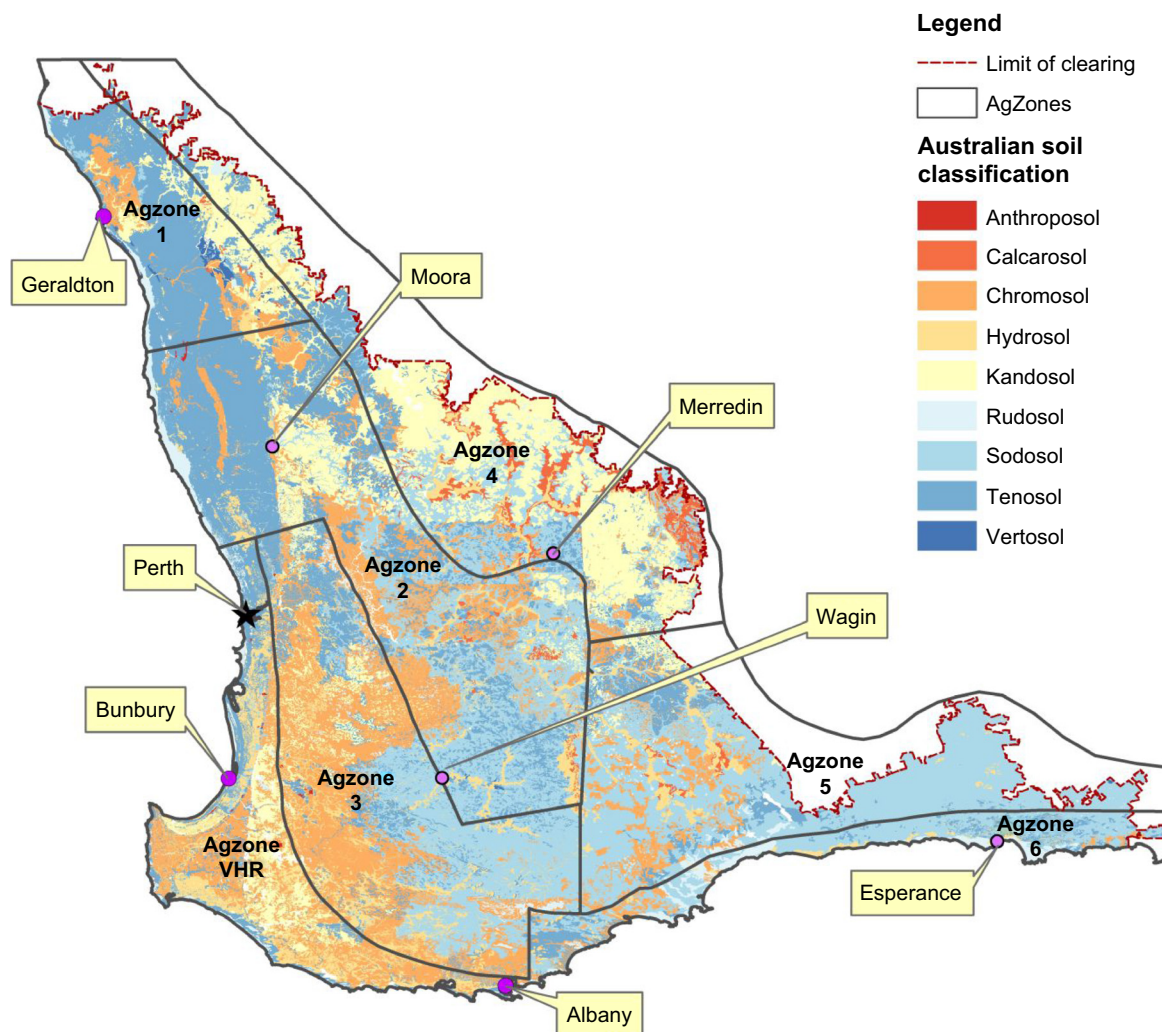 Legend
Limit of clearing
AgZones
Australian soil
classification
Anthroposol
Calcarosol
Chromosol
Hydrosol
Kandosol
Rudosol
Sodosol
Tenosol
Vertosol
Agzone
1
Geraldton
Moora
Merredin
Agzone
4
Perth
Agzone
2
Wagin
Bunbury
Agzone
3
Agzone
5
Agzone
VHR
Agzone
6
Esperance
Albany